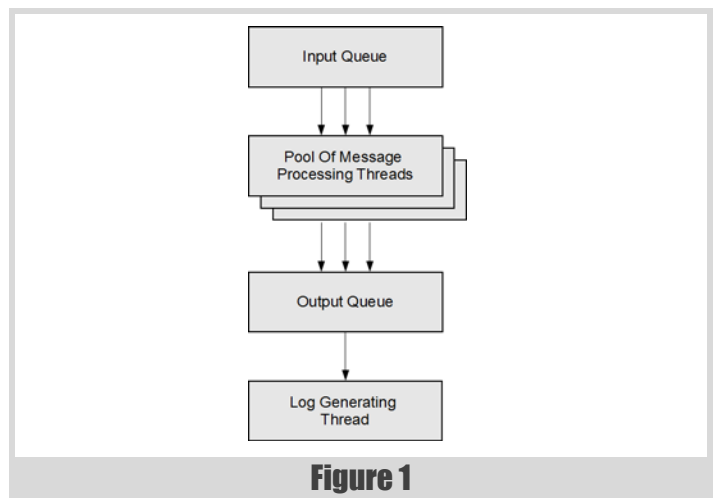 Input Queue
Pool Of Message
Processing Threads
Output Queue
Log Generating
Thread
Figure 1